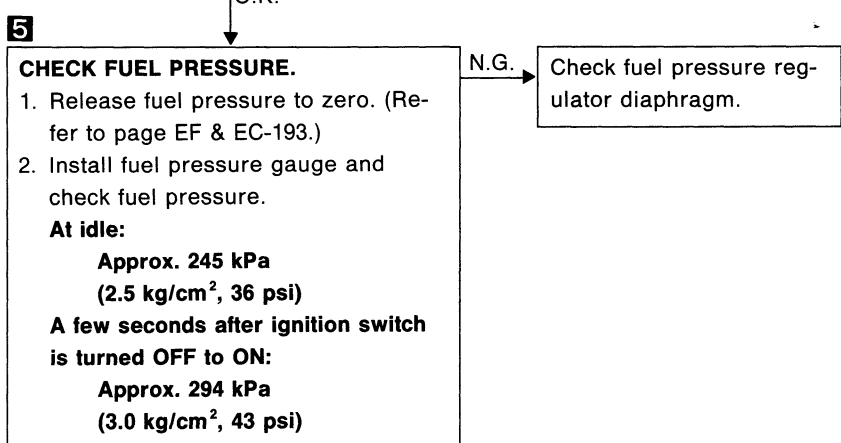 O.K.
5
CHECK FUEL PRESSURE.
1. Release fuel pressure to zero. (Re-
fer to page EF & EC-193.)
2. Install fuel pressure gauge and
check fuel pressure.
At idle:
Approx. 245 kPa
(2.5 kg/cm², 36 psi)
A few seconds after ignition switch
is turned OFF to ON:
Approx. 294 kPa
(3.0 kg/cm², 43 psi)
N.G.
Check fuel pressure reg-
ulator diaphragm.